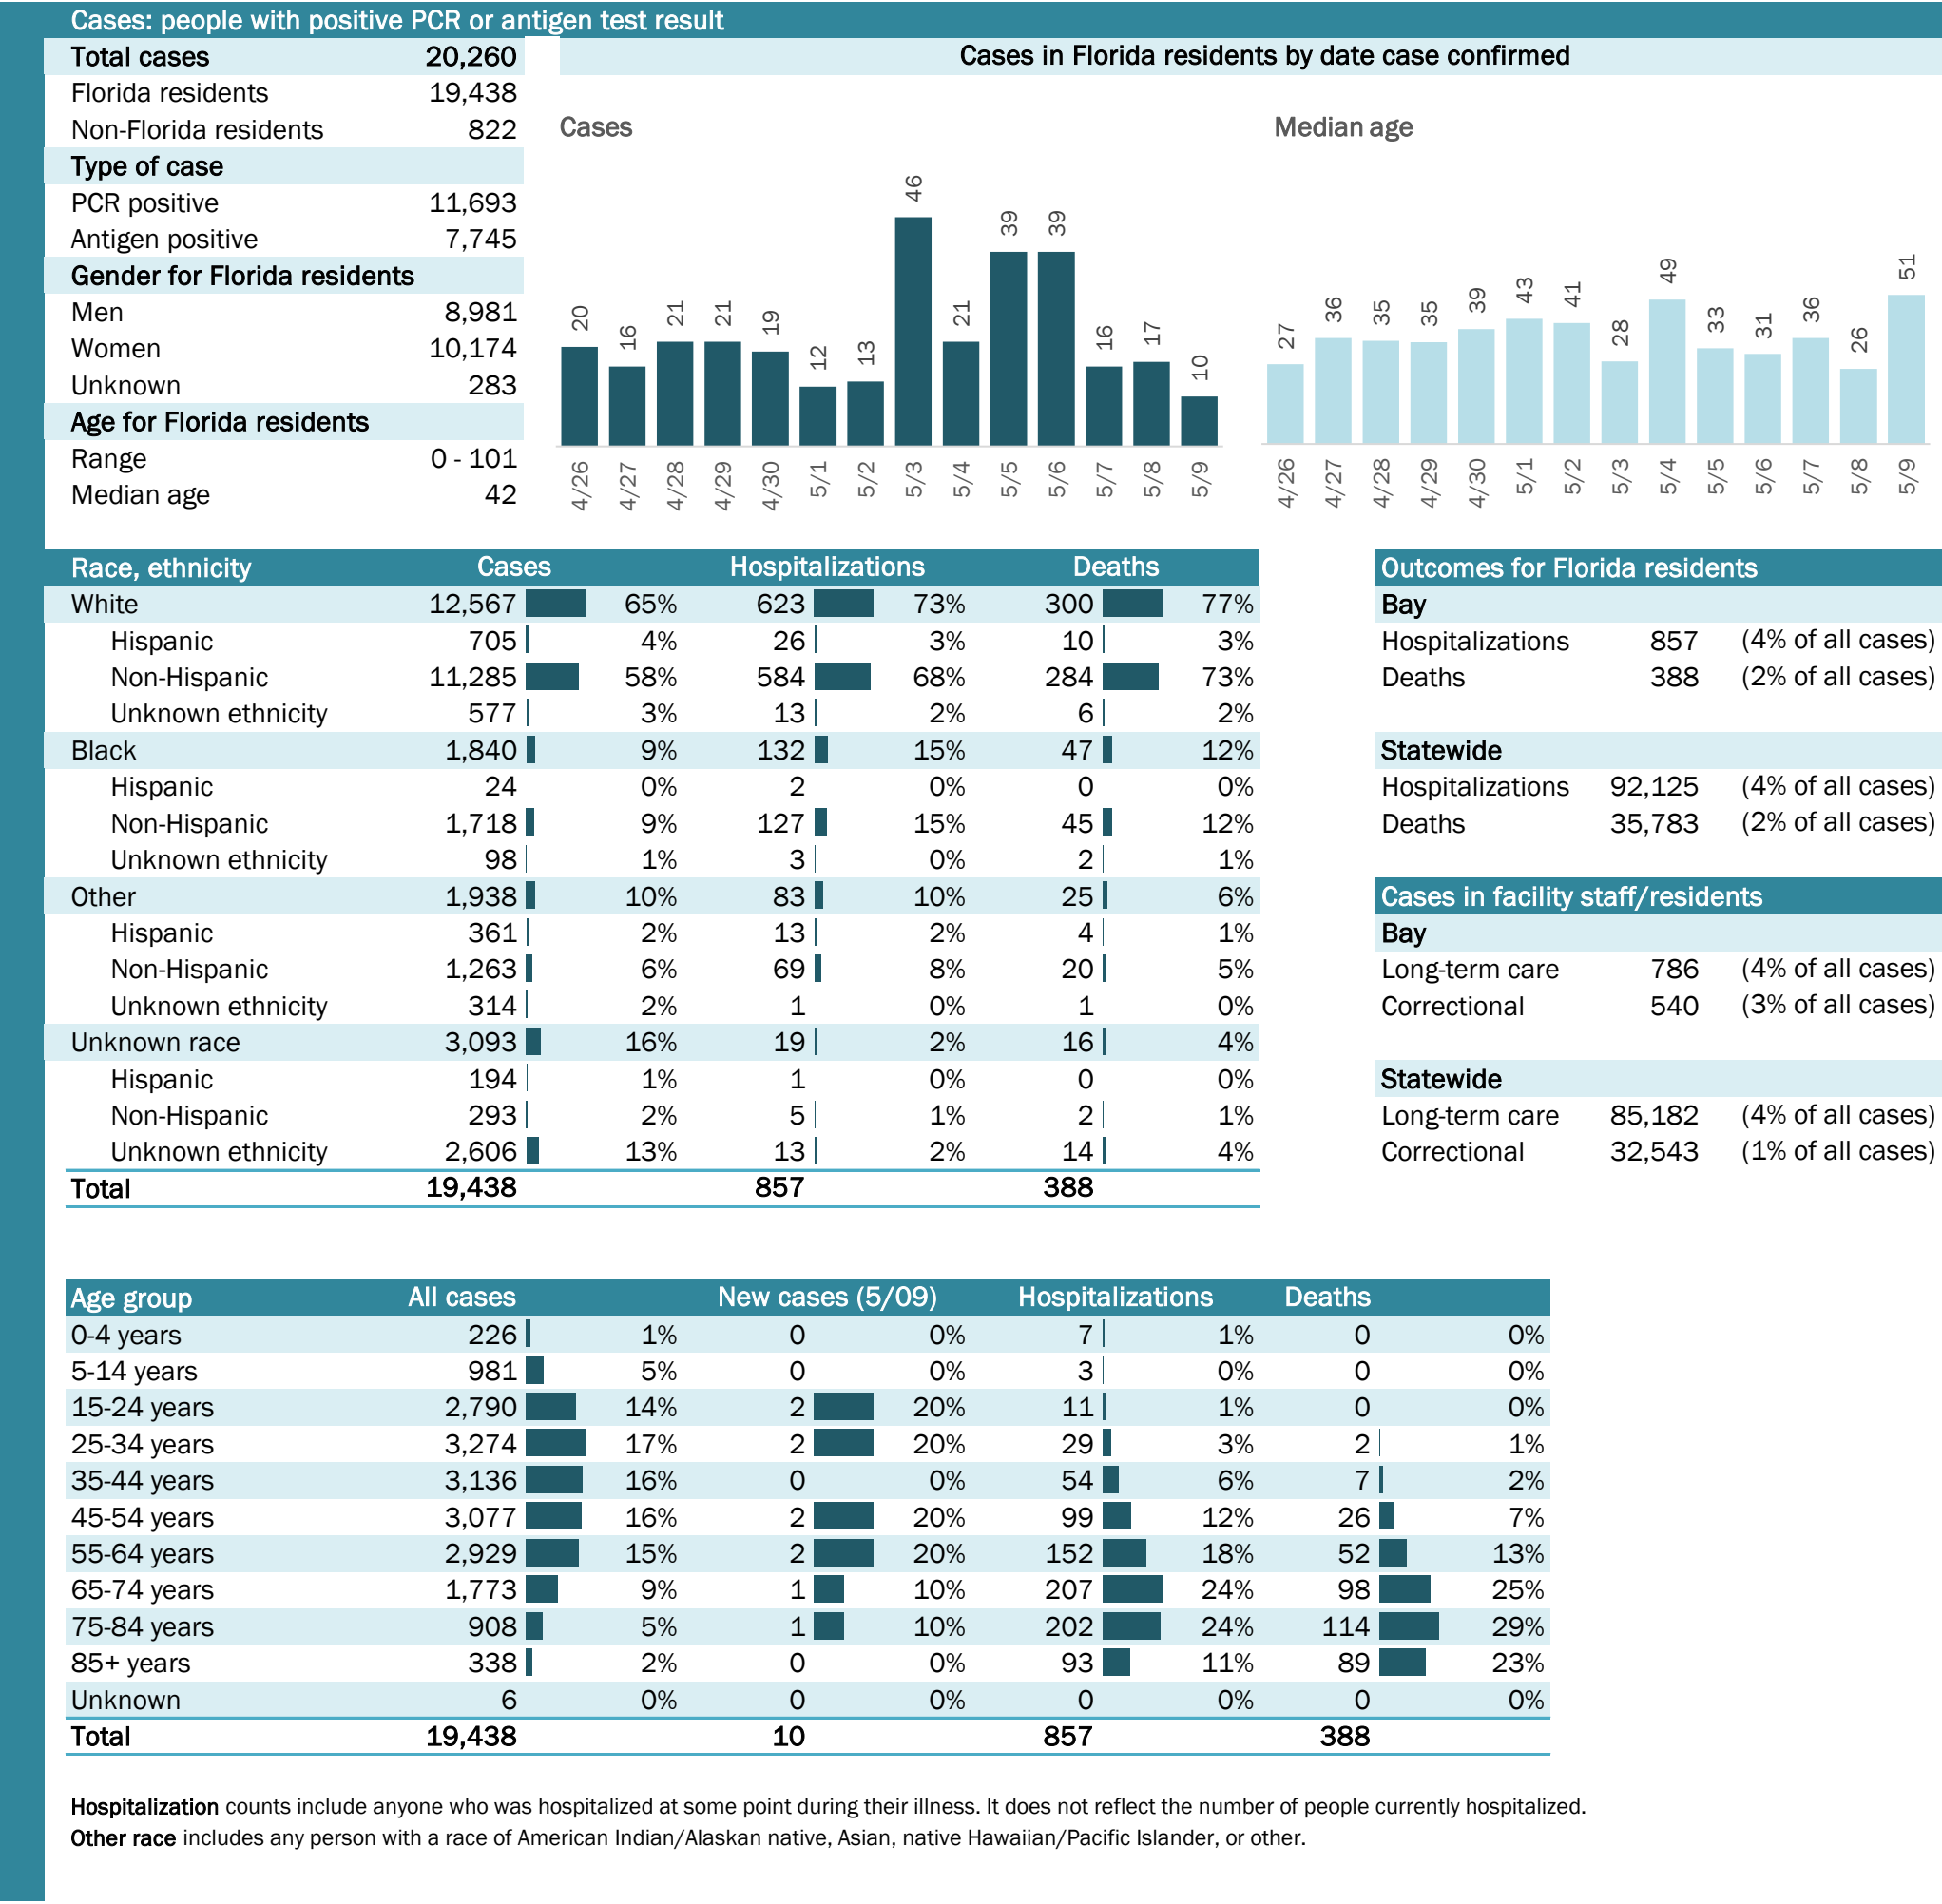 Cases: people with positive PCR or antigen test result
Total cases 20,260
Florida residents 19,438
Non-Florida residents 822
Type of case
PCR positive 11,693
Antigen positive 7,745
Gender for Florida residents
Men 8,981
Women 10,174
Unknown 283
Age for Florida residents
Range 0 - 101
Median age 42
Cases in Florida residents by date case confirmed
Cases
20 16 21 21 19 12 13 46 21 39 39 16 17 10
4/26 4/27 4/28 4/29 4/30 5/1 5/2 5/3 5/4 5/5 5/6 5/7 5/8 5/9
Median age
27 36 35 35 39 43 41 28 49 33 31 36 26 51
4/26 4/27 4/28 4/29 4/30 5/1 5/2 5/3 5/4 5/5 5/6 5/7 5/8 5/9
Race, ethnicity Cases Hospitalizations Deaths
White 12,567 65% 623 73% 300 77%
Hispanic 705 4% 26 3% 10 3%
Non-Hispanic 11,285 58% 584 68% 284 73%
Unknown ethnicity 577 3% 13 2% 6 2%
Black 1,840 9% 132 15% 47 12%
Hispanic 24 0% 2 0% 0 0%
Non-Hispanic 1,718 9% 127 15% 45 12%
Unknown ethnicity 98 1% 3 0% 2 1%
Other 1,938 10% 83 10% 25 6%
Hispanic 361 2% 13 2% 4 1%
Non-Hispanic 1,263 6% 69 8% 20 5%
Unknown ethnicity 314 2% 1 0% 1 0%
Unknown race 3,093 16% 19 2% 16 4%
Hispanic 194 1% 1 0% 0 0%
Non-Hispanic 293 2% 5 1% 2 1%
Unknown ethnicity 2,606 13% 13 2% 14 4%
Total 19,438 857 388
Outcomes for Florida residents
Bay
Hospitalizations 857 (4% of all cases)
Deaths 388 (2% of all cases)
Statewide
Hospitalizations 92,125 (4% of all cases)
Deaths 35,783 (2% of all cases)
Cases in facility staff/residents
Bay
Long-term care 786 (4% of all cases)
Correctional 540 (3% of all cases)
Statewide
Long-term care 85,182 (4% of all cases)
Correctional 32,543 (1% of all cases)
Age group All cases New cases (5/09) Hospitalizations Deaths
0-4 years 226 1% 0 0% 7 1% 0 0%
5-14 years 981 5% 0 0% 3 0% 0 0%
15-24 years 2,790 14% 2 20% 11 1% 0 0%
25-34 years 3,274 17% 2 20% 29 3% 2 1%
35-44 years 3,136 16% 0 0% 54 6% 7 2%
45-54 years 3,077 16% 2 20% 99 12% 26 7%
55-64 years 2,929 15% 2 20% 152 18% 52 13%
65-74 years 1,773 9% 1 10% 207 24% 98 25%
75-84 years 908 5% 1 10% 202 24% 114 29%
85+ years 338 2% 0 0% 93 11% 89 23%
Unknown 6 0% 0 0% 0 0% 0 0%
Total 19,438 10 857 388
Hospitalization counts include anyone who was hospitalized at some point during their illness. It does not reflect the number of people currently hospitalized.
Other race includes any person with a race of American Indian/Alaskan native, Asian, native Hawaiian/Pacific Islander, or other.